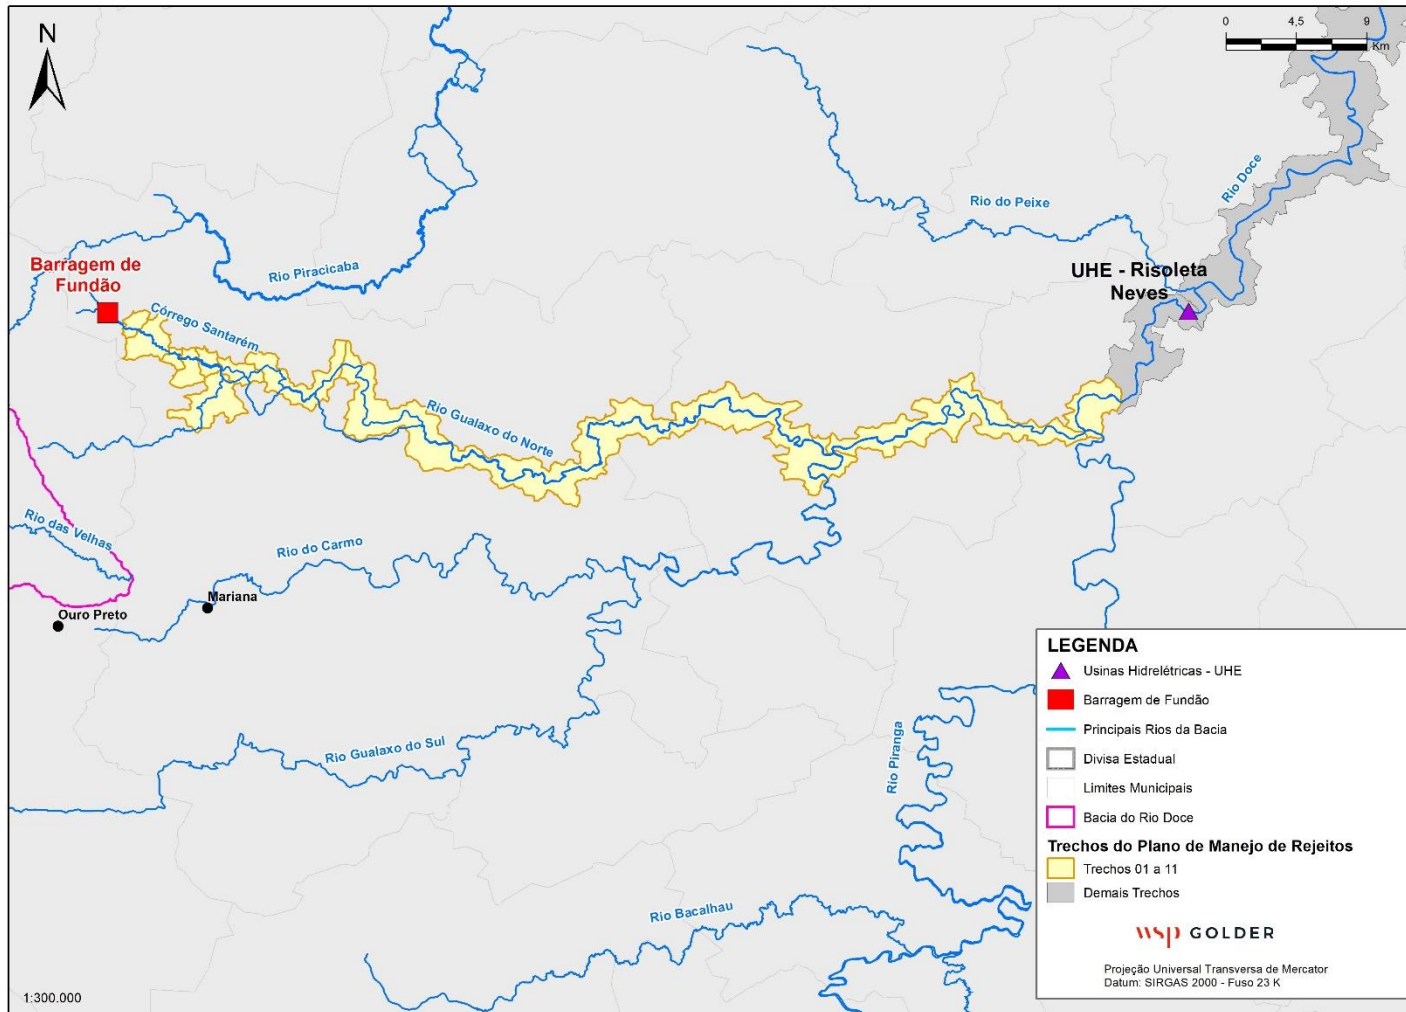 N
0 4,5 9
Km
Rio Doce
Rio do Peixe
UHE - Risoleta
Neves
Rio Piracicaba
Barragem de
Fundão
Córrego Santarém
Rio Gualaxo do Norte
Rio das Velhas
Rio do Carmo
Mariana
Ouro Preto
Rio Gualaxo do Sul
Rio Piranga
Rio Bacalhau
LEGENDA
Usinas Hidrelétricas - UHE
Barragem de Fundão
Principais Rios da Bacia
Divisa Estadual
Limites Municipais
Bacia do Rio Doce
Trechos do Plano de Manejo de Rejeitos
Trechos 01 a 11
Demais Trechos
wsp GOLDER
Projeção Universal Transversa de Mercator
Datum: SIRGAS 2000 - Fuso 23 K
1:300.000